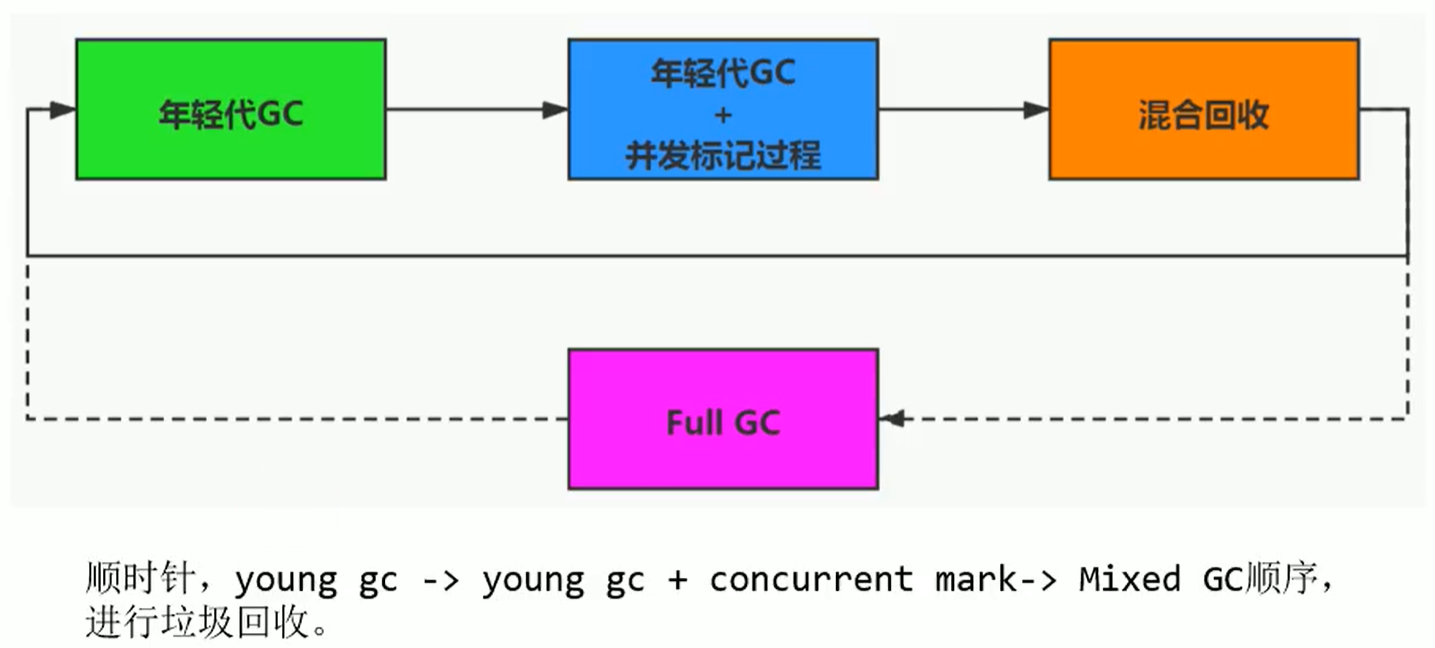 年轻代GC
年轻代GC
+
并发标记过程
混合回收
Full GC
顺时针，young gc -> young gc + concurrent mark-> Mixed GC顺序，
进行垃圾回收。